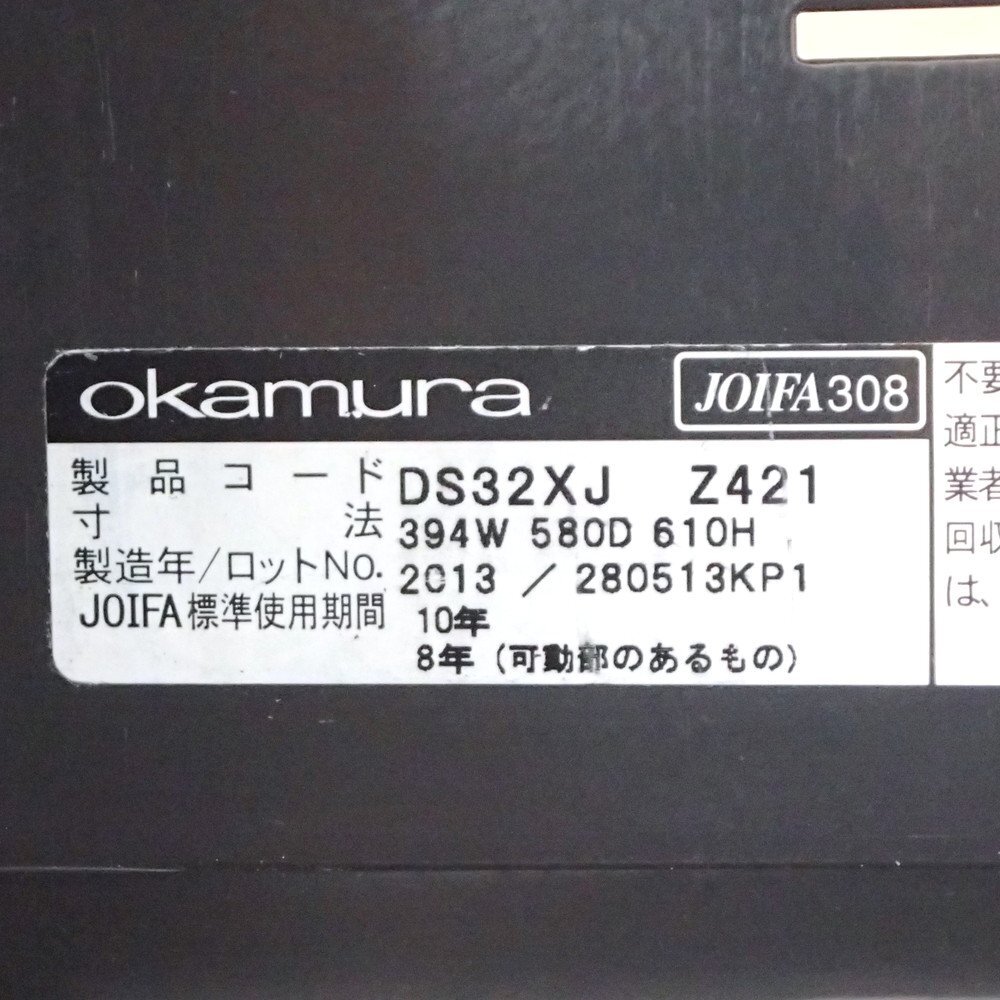 okamura JOIFA308
製品コード DS32XJ Z421
寸法 394W 580D 610H
製造年/ロットNo. 2013 / 280513KP1
JOIFA標準使用期間 10年
8年 (可動部のあるもの)
不要
適正
業者
回収
は、